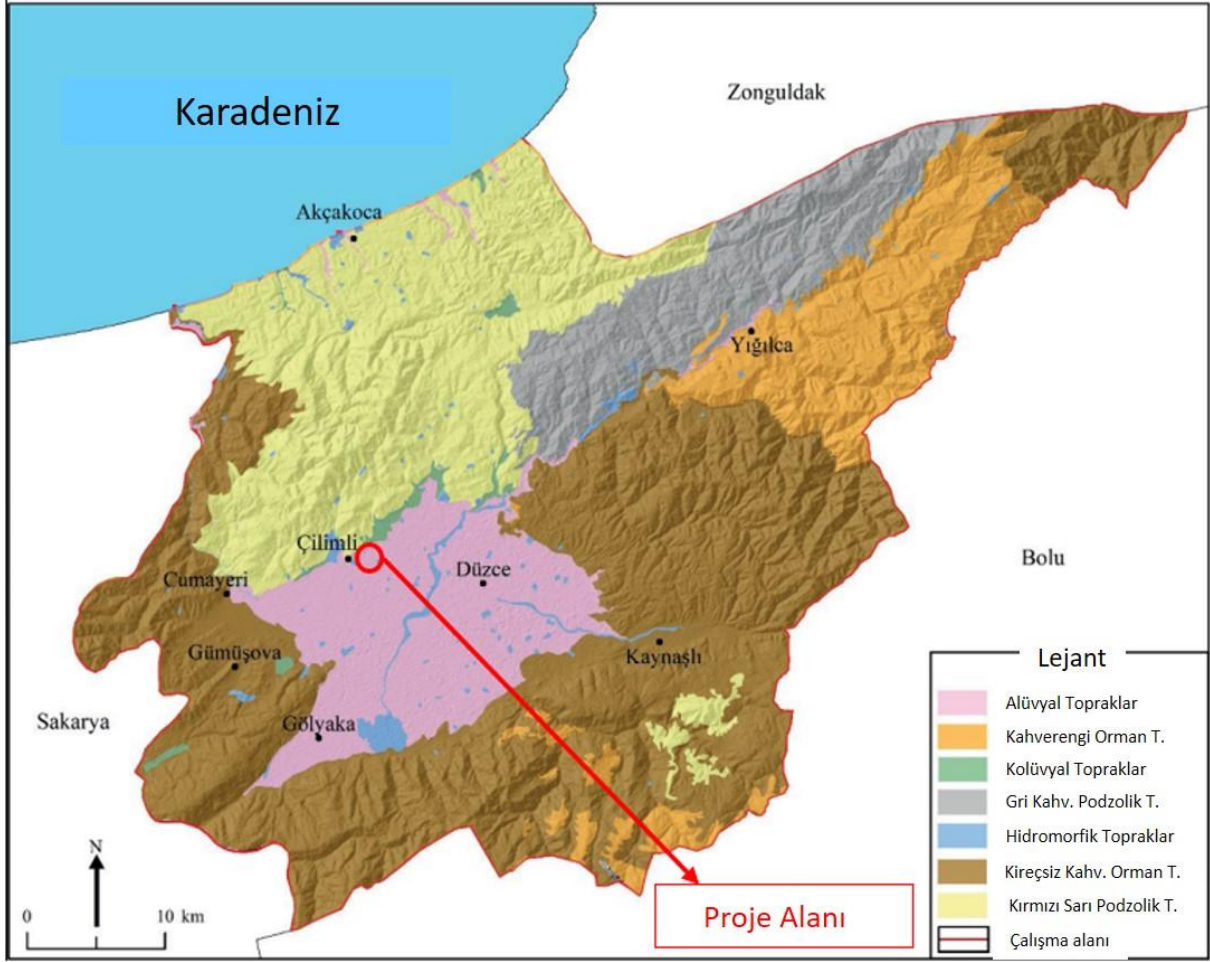 Karadeniz
Zonguldak
Akçakoca
Yığılca
Çilimli
Düzce
Cumayeri
Bolu
Gümüşova
Kaynaşlı
Sakarya
Gölyaka
Lejant
Alüvyal Topraklar
Kahverengi Orman T.
Kolüvyal Topraklar
Gri Kahv. Podzolik T.
Hidromorfik Topraklar
Kireçsiz Kahv. Orman T.
Kırmızı Sarı Podzolik T.
Çalışma alanı
N
0 10 km
Proje Alanı